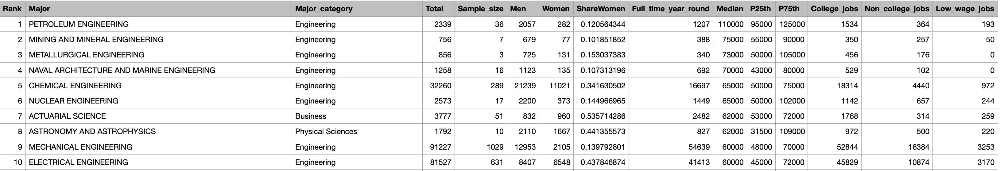 Rank Major Major_category Total Sample_size Men Women ShareWomen Full_time_year_round Median P25th P75th College_jobs Non_college_jobs Low_wage_jobs
1 PETROLEUM ENGINEERING Engineering 2339 36 2057 282 0.120564344 1207 110000 95000 125000 1534 364 193
2 MINING AND MINERAL ENGINEERING Engineering 756 7 679 77 0.101851852 388 75000 55000 90000 350 257 50
3 METALLURGICAL ENGINEERING Engineering 856 3 725 131 0.153037383 340 73000 50000 105000 456 176 0
4 NAVAL ARCHITECTURE AND MARINE ENGINEERING Engineering 1258 16 1123 135 0.107313196 692 70000 43000 80000 529 102 0
5 CHEMICAL ENGINEERING Engineering 32260 289 21239 11021 0.341630502 16697 65000 50000 75000 18314 4440 972
6 NUCLEAR ENGINEERING Engineering 2573 17 2200 373 0.144966965 1449 65000 50000 102000 1142 657 244
7 ACTUARIAL SCIENCE Business 3777 51 832 960 0.535714286 2482 62000 53000 72000 1768 314 259
8 ASTRONOMY AND ASTROPHYSICS Physical Sciences 1792 10 2110 1667 0.441355573 827 62000 31500 109000 972 500 220
9 MECHANICAL ENGINEERING Engineering 91227 1029 12953 2105 0.139792801 54639 60000 48000 70000 52844 16384 3253
10 ELECTRICAL ENGINEERING Engineering 81527 631 8407 6548 0.437846874 41413 60000 45000 72000 45829 10874 3170